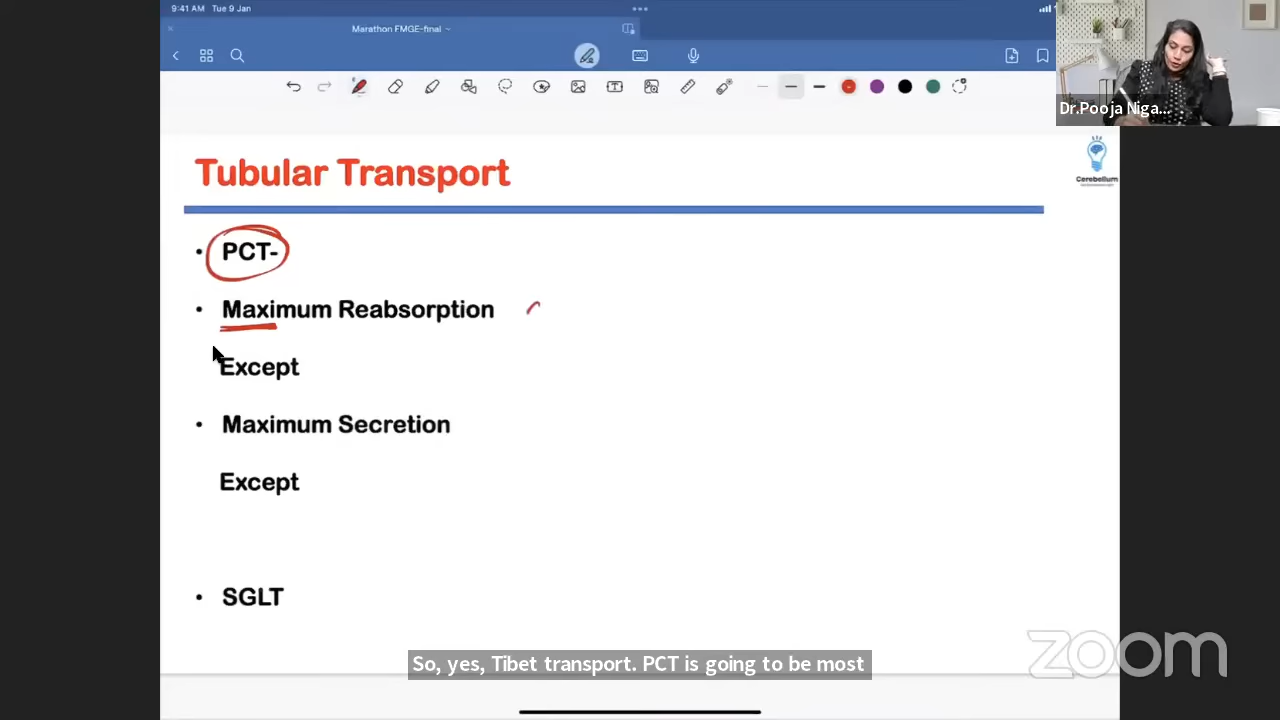 9:41 AM Tue 9 Jan
Marathon FMGE-final
Dr.Pooja Niga...
Cerebellum
Tubular Transport
• PCT-
• Maximum Reabsorption
Except
• Maximum Secretion
Except
• SGLT
So, yes, Tibet transport. PCT is going to be most
zoom